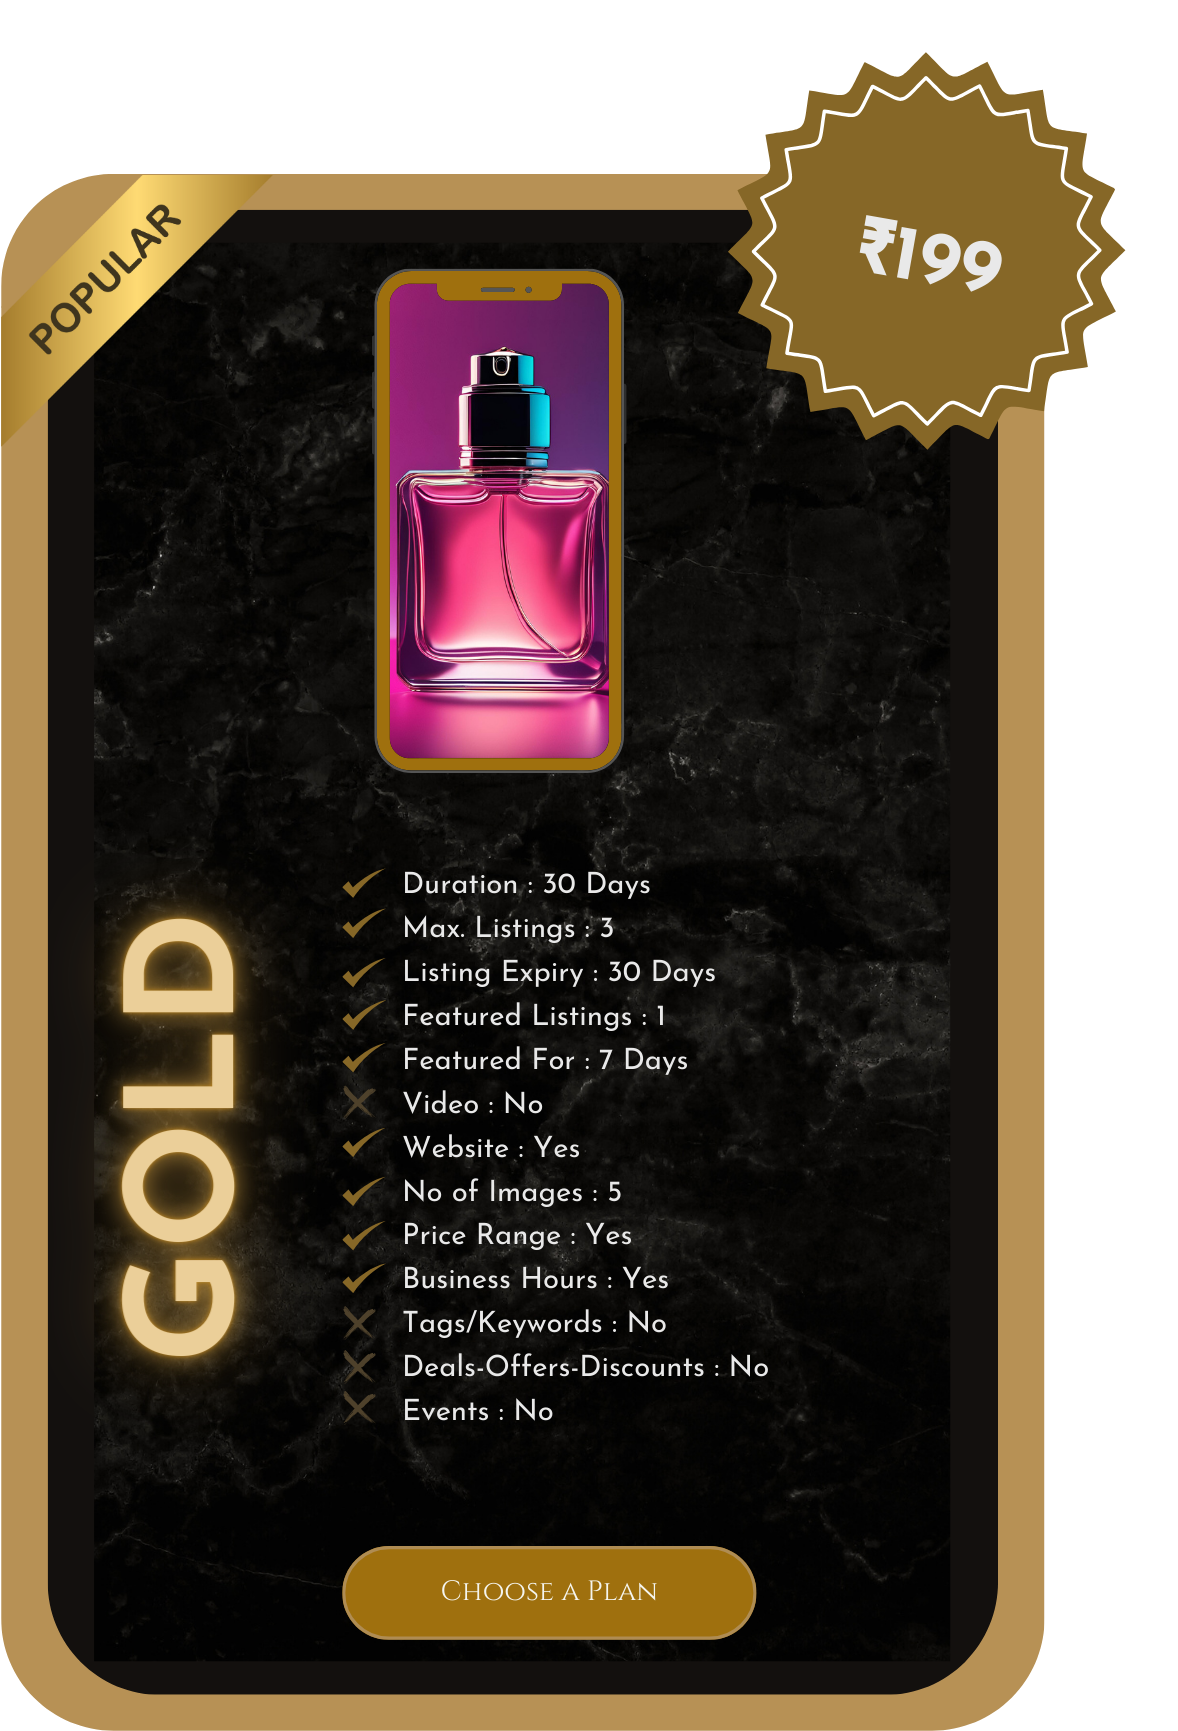 POPULAR
₹199
GOLD
Duration : 30 Days
Max. Listings : 3
Listing Expiry : 30 Days
Featured Listings : 1
Featured For : 7 Days
Video : No
Website : Yes
No of Images : 5
Price Range : Yes
Business Hours : Yes
Tags/Keywords : No
Deals-Offers-Discounts : No
Events : No
Choose a Plan